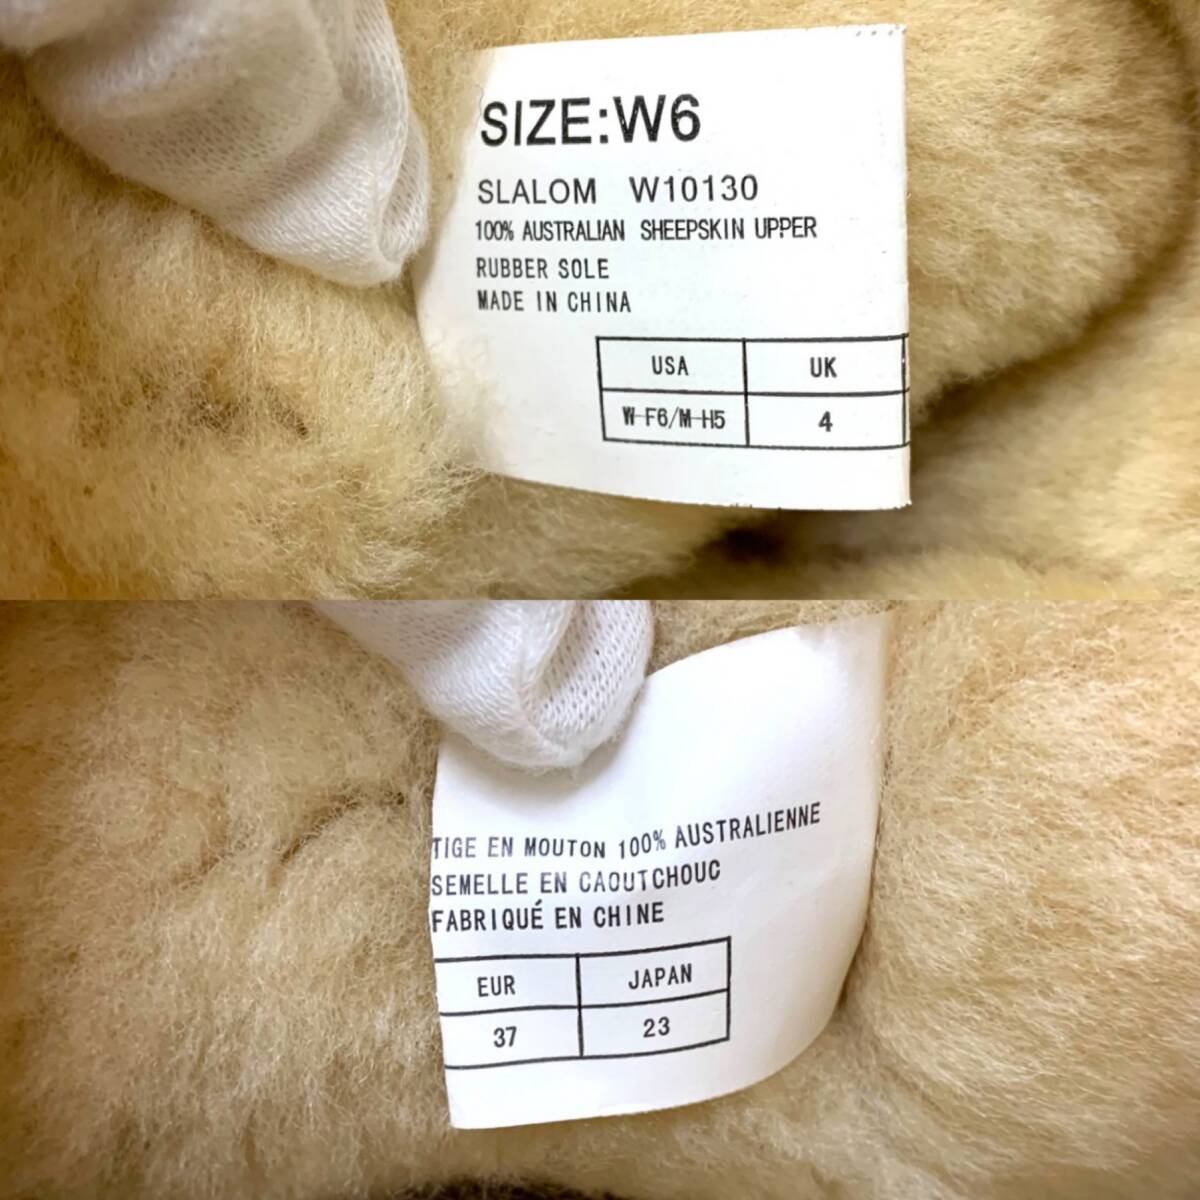 SIZE:W6
SLALOM W10130
100% AUSTRALIAN SHEEPSKIN UPPER
RUBBER SOLE
MADE IN CHINA
USA UK
W-F6/M-H5 4
TIGE EN MOUTON 100% AUSTRALIENNE
SEMELLE EN CAOUTCHOUC
FABRIQUÉ EN CHINE
EUR JAPAN
37 23